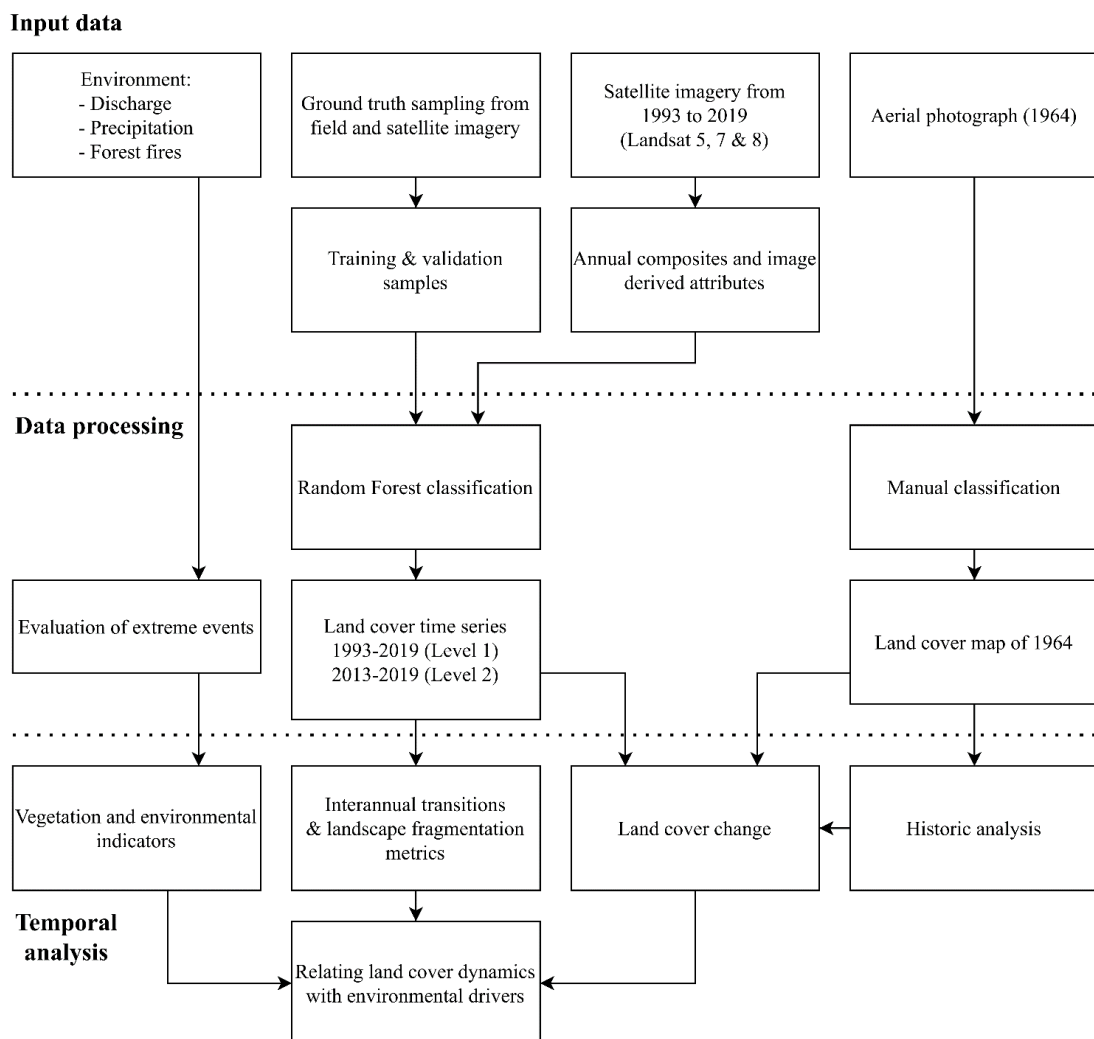 Input data
Environment:
- Discharge
- Precipitation
- Forest fires
Ground truth sampling from
field and satellite imagery
Satellite imagery from
1993 to 2019
(Landsat 5, 7 & 8)
Aerial photograph (1964)
Training & validation
samples
Annual composites and image
derived attributes
Data processing
Random Forest classification
Manual classification
Evaluation of extreme events
Land cover time series
1993-2019 (Level 1)
2013-2019 (Level 2)
Land cover map of 1964
Vegetation and environmental
indicators
Interannual transitions
& landscape fragmentation
metrics
Land cover change
Historic analysis
Temporal
analysis
Relating land cover dynamics
with environmental drivers